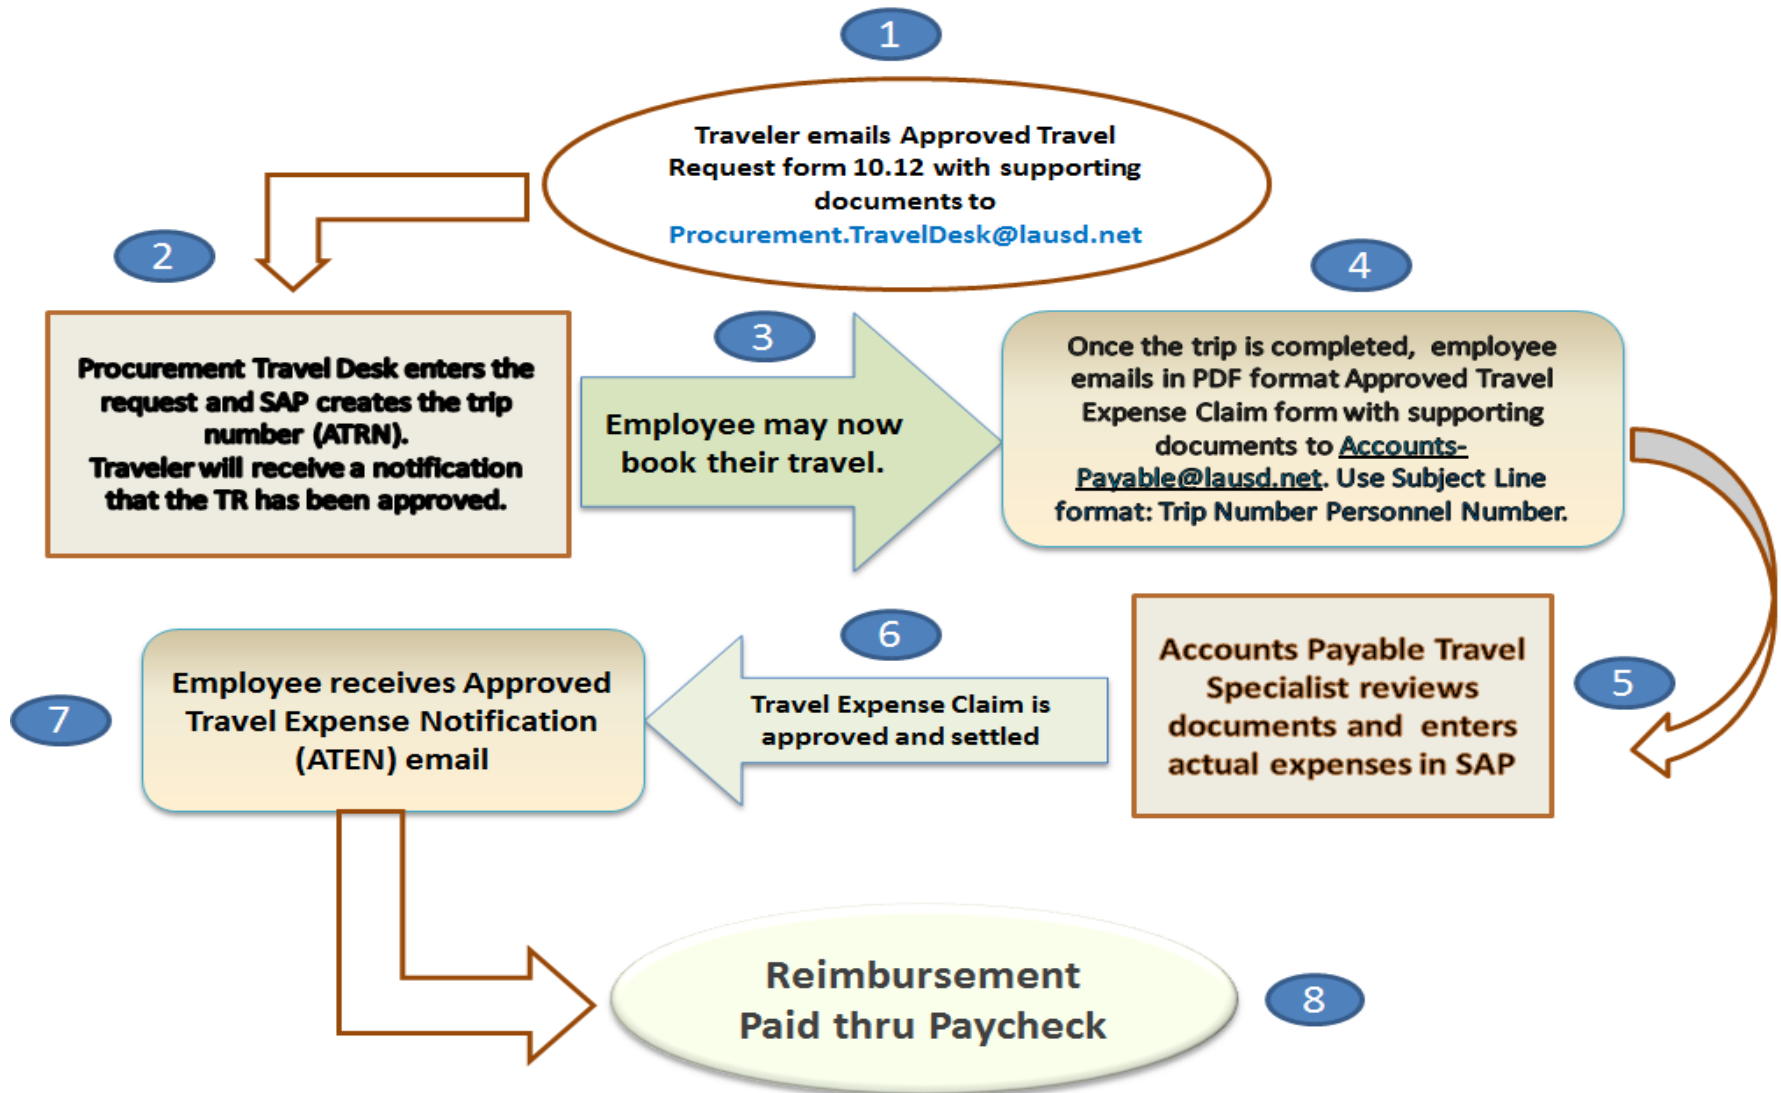 1
Traveler emails Approved Travel
Request form 10.12 with supporting
documents to
Procurement.TravelDesk@lausd.net
2
Procurement Travel Desk enters the
request and SAP creates the trip
number (ATRN).
Traveler will receive a notification
that the TR has been approved.
3
Employee may now
book their travel.
4
Once the trip is completed, employee
emails in PDF format Approved Travel
Expense Claim form with supporting
documents to Accounts-
Payable@lausd.net. Use Subject Line
format: Trip Number Personnel Number.
5
Accounts Payable Travel
Specialist reviews
documents and enters
actual expenses in SAP
6
Travel Expense Claim is
approved and settled
7
Employee receives Approved
Travel Expense Notification
(ATEN) email
8
Reimbursement
Paid thru Paycheck